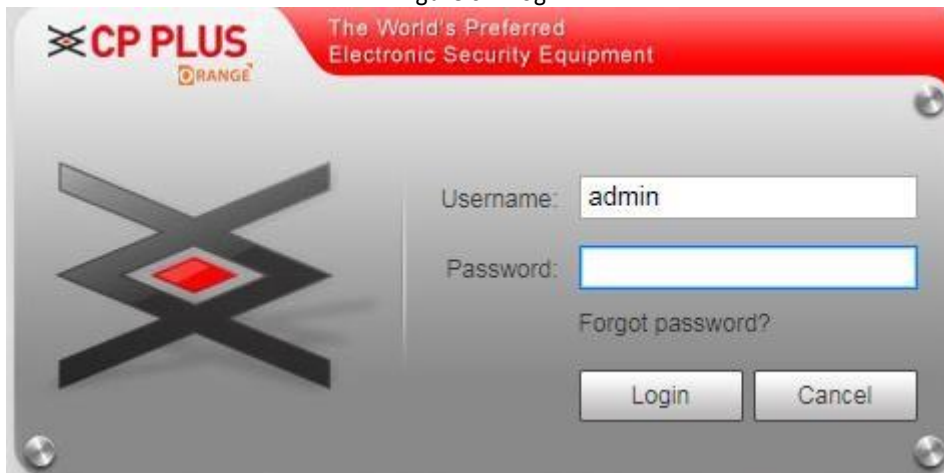 CP PLUS
ORANGE
The World's Preferred
Electronic Security Equipment
Username: admin
Password:
Forgot password?
Login Cancel